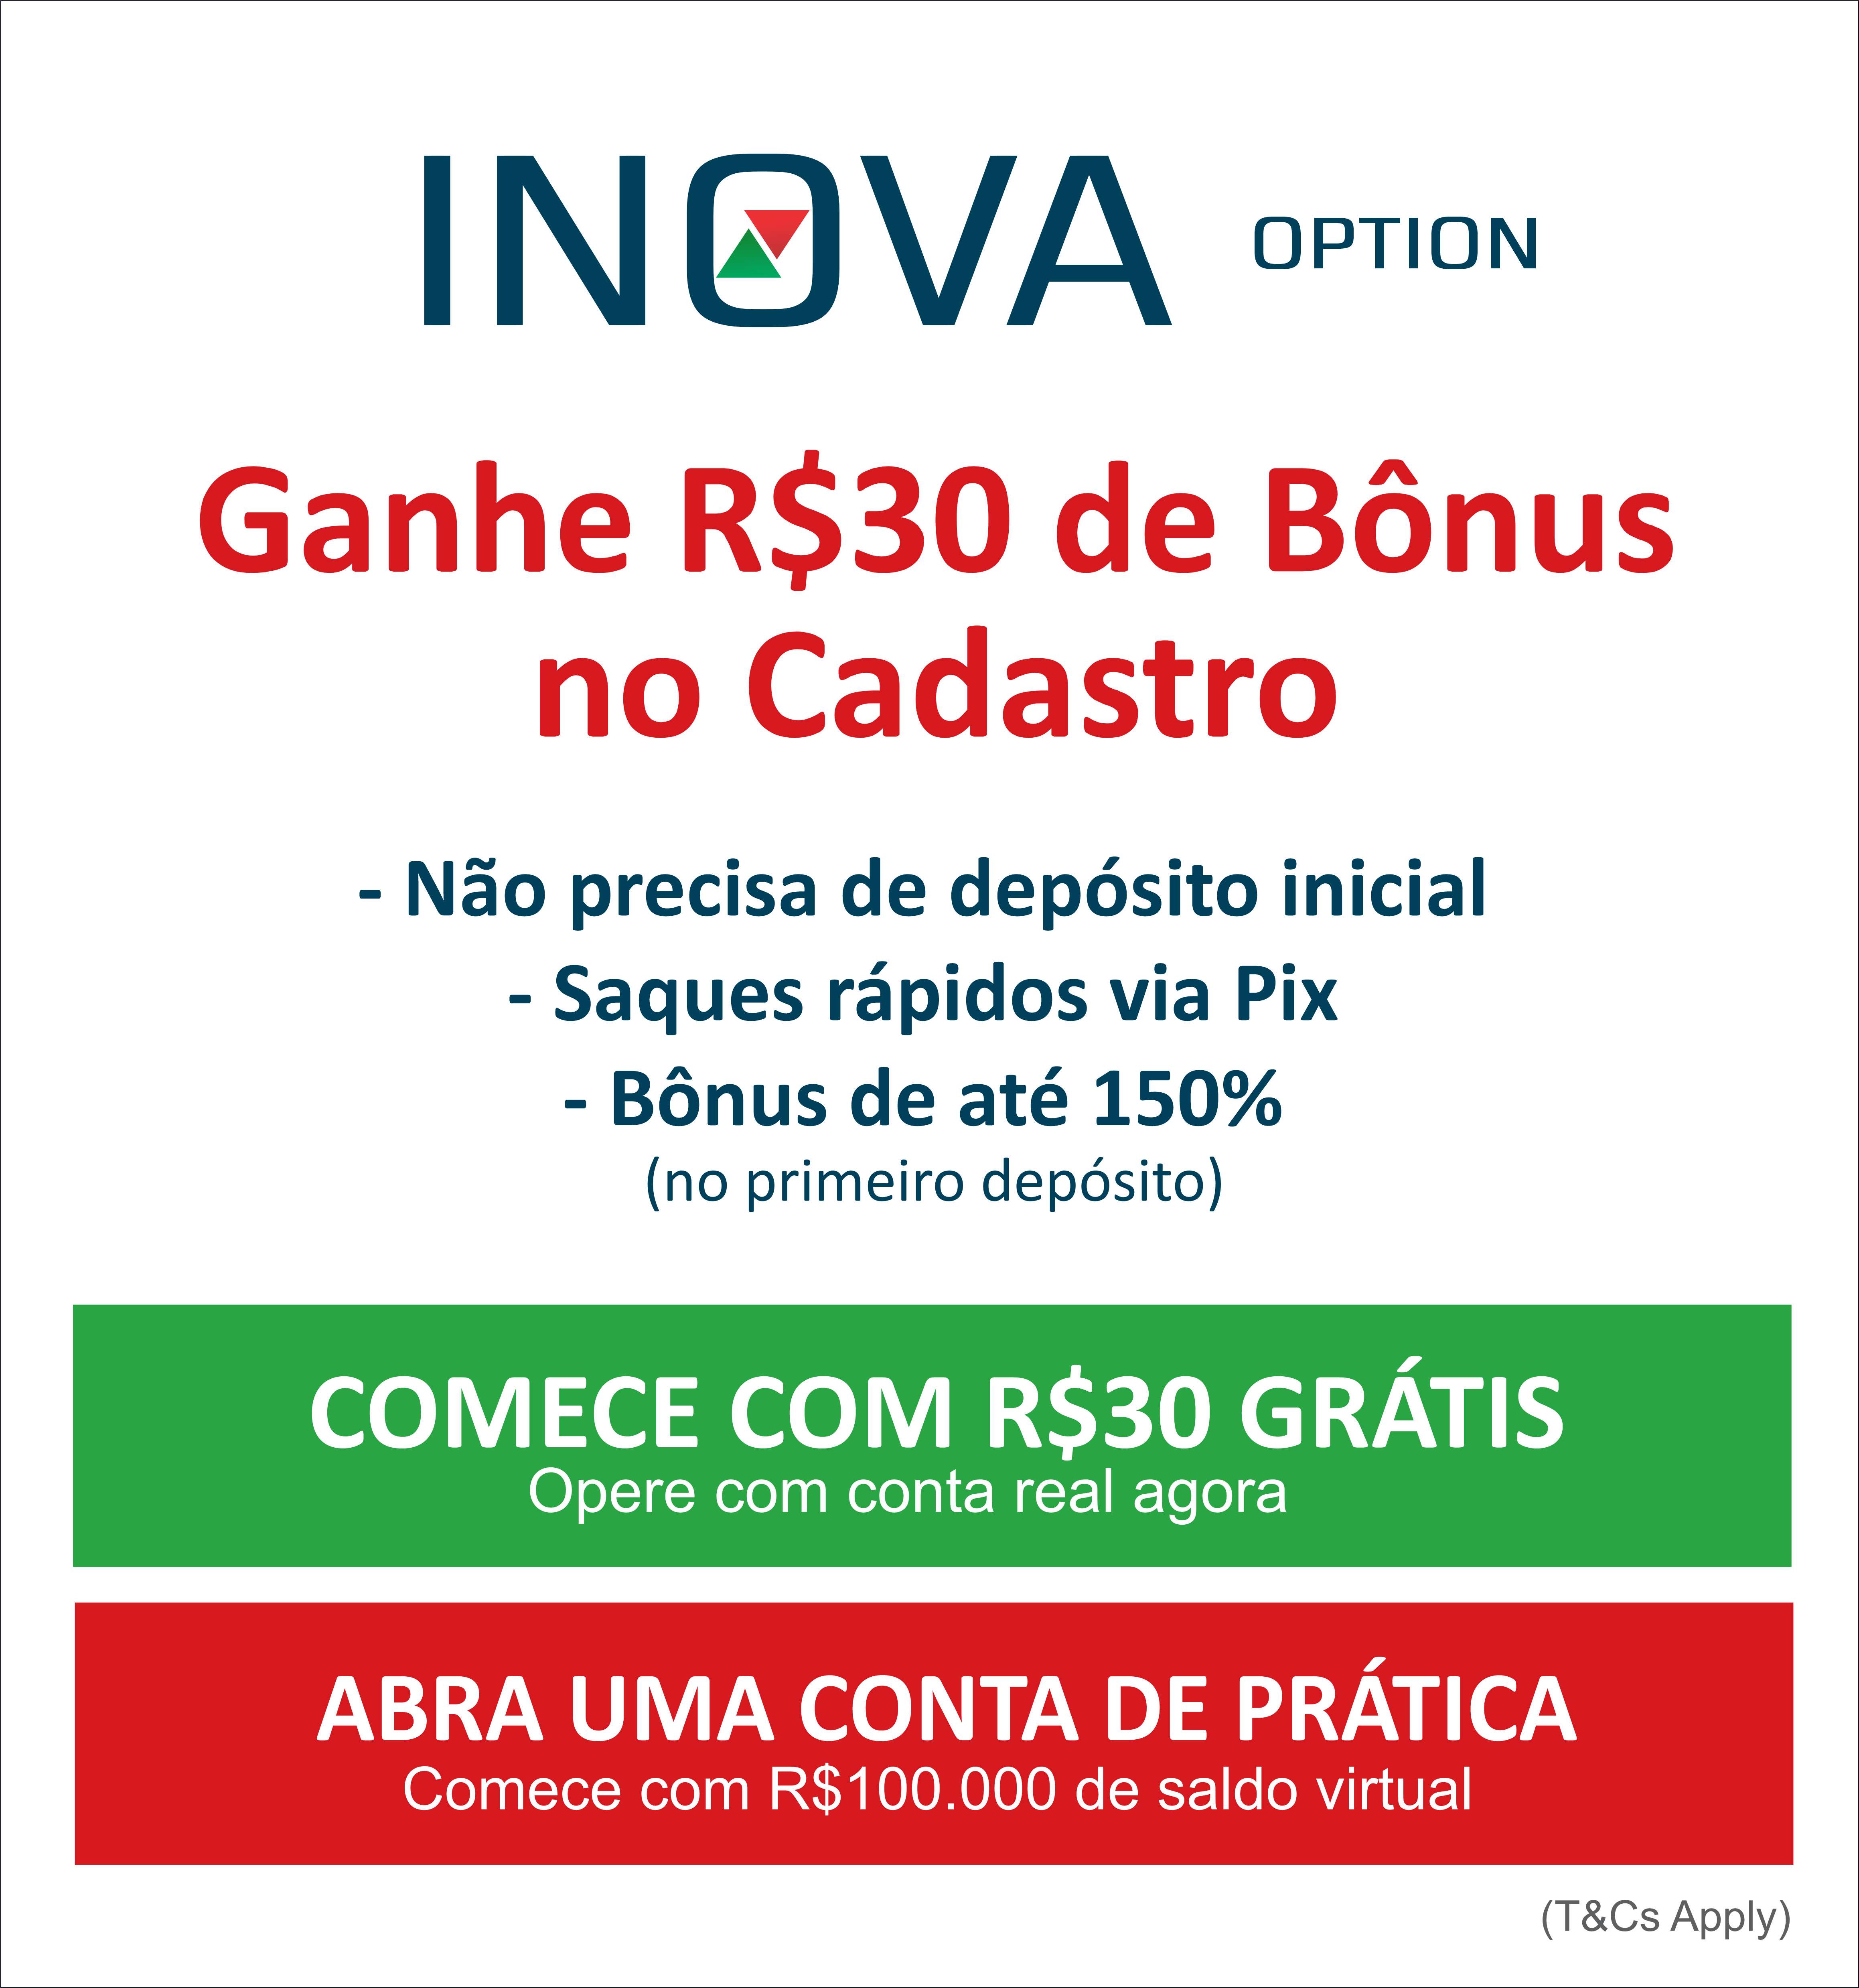 INOVA OPTION
Ganhe R$30 de Bônus
no Cadastro
- Não precisa de depósito inicial
- Saques rápidos via Pix
- Bônus de até 150%
(no primeiro depósito)
COMECE COM R$30 GRÁTIS
Opere com conta real agora
ABRA UMA CONTA DE PRÁTICA
Comece com R$100.000 de saldo virtual
(T&Cs Apply)